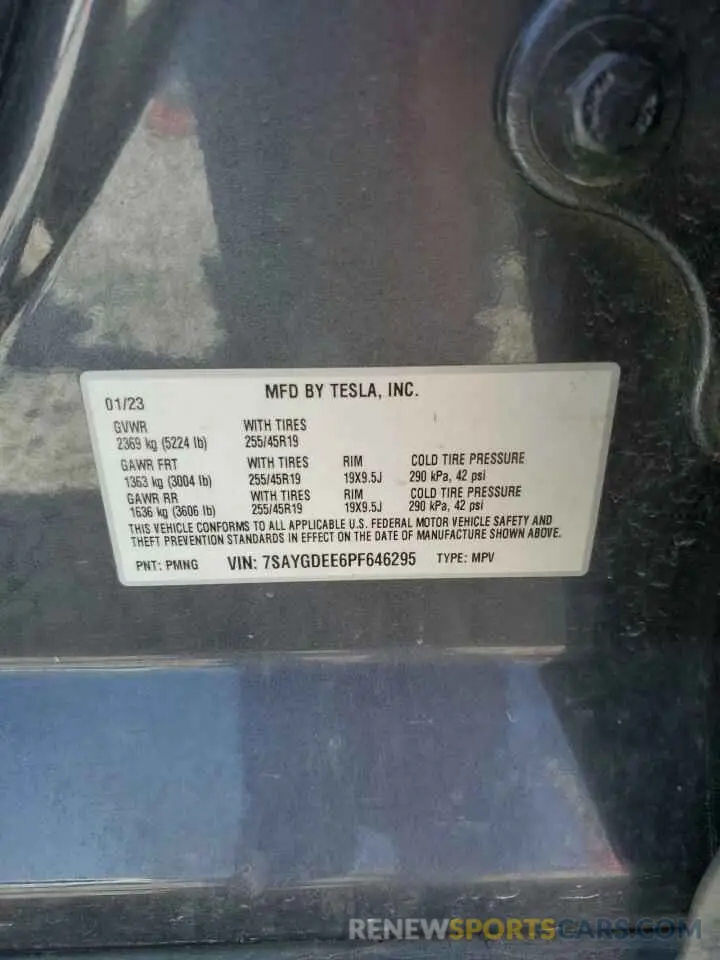 MFD BY TESLA, INC.
01/23
GVWR WITH TIRES
2369 kg (5224 lb) 255/45R19
GAWR FRT WITH TIRES RIM COLD TIRE PRESSURE
1363 kg (3004 lb) 255/45R19 19X9.5J 290 kPa, 42 psi
GAWR RR WITH TIRES RIM COLD TIRE PRESSURE
1636 kg (3606 lb) 255/45R19 19X9.5J 290 kPa, 42 psi
THIS VEHICLE CONFORMS TO ALL APPLICABLE U.S. FEDERAL MOTOR VEHICLE SAFETY AND
THEFT PREVENTION STANDARDS IN EFFECT ON THE DATE OF MANUFACTURE SHOWN ABOVE.
PNT: PMNG VIN: 7SAYGDEE6PF646295 TYPE: MPV
RENEWSPORTSCARS.COM